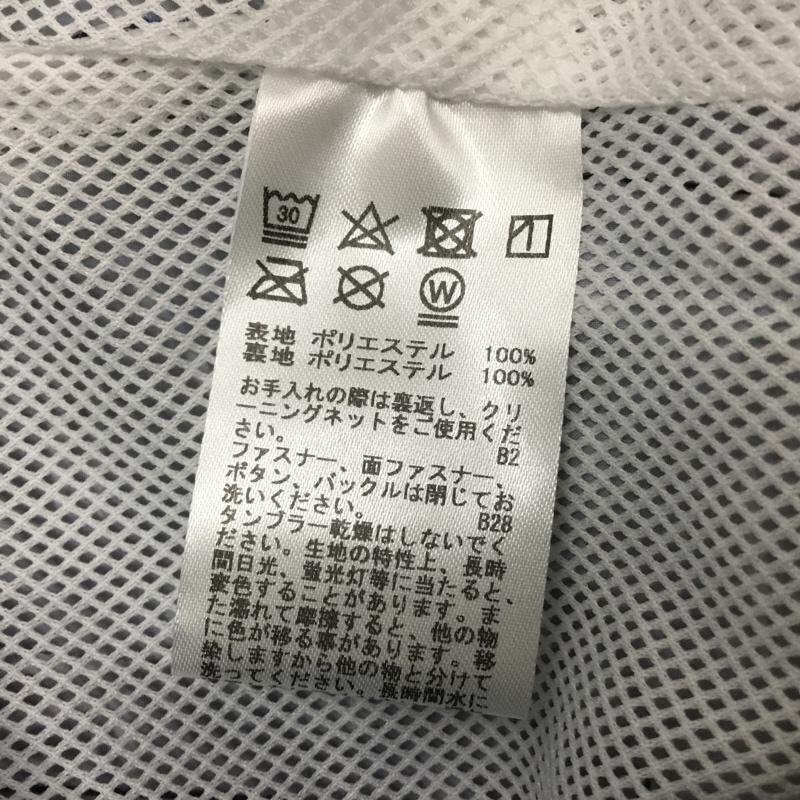 30
W
表地 ポリエステル 100%
裏地 ポリエステル 100%
お手入れの際は裏返し、クリ
ーニングネットをご使用くだ
さい。 B2
ファスナー、面ファスナー、
ボタン、バックルは閉じてお
洗いください。 B28
タンブラー乾燥はしないでく
ださい。生地の特性上、長時
間日光、蛍光灯等に当たると、
変色することがあります。ま
た濡れて摩擦すると、他の物
に色が移る事があります。移
染しますから他の物と分けて
洗ってください。長時間水に